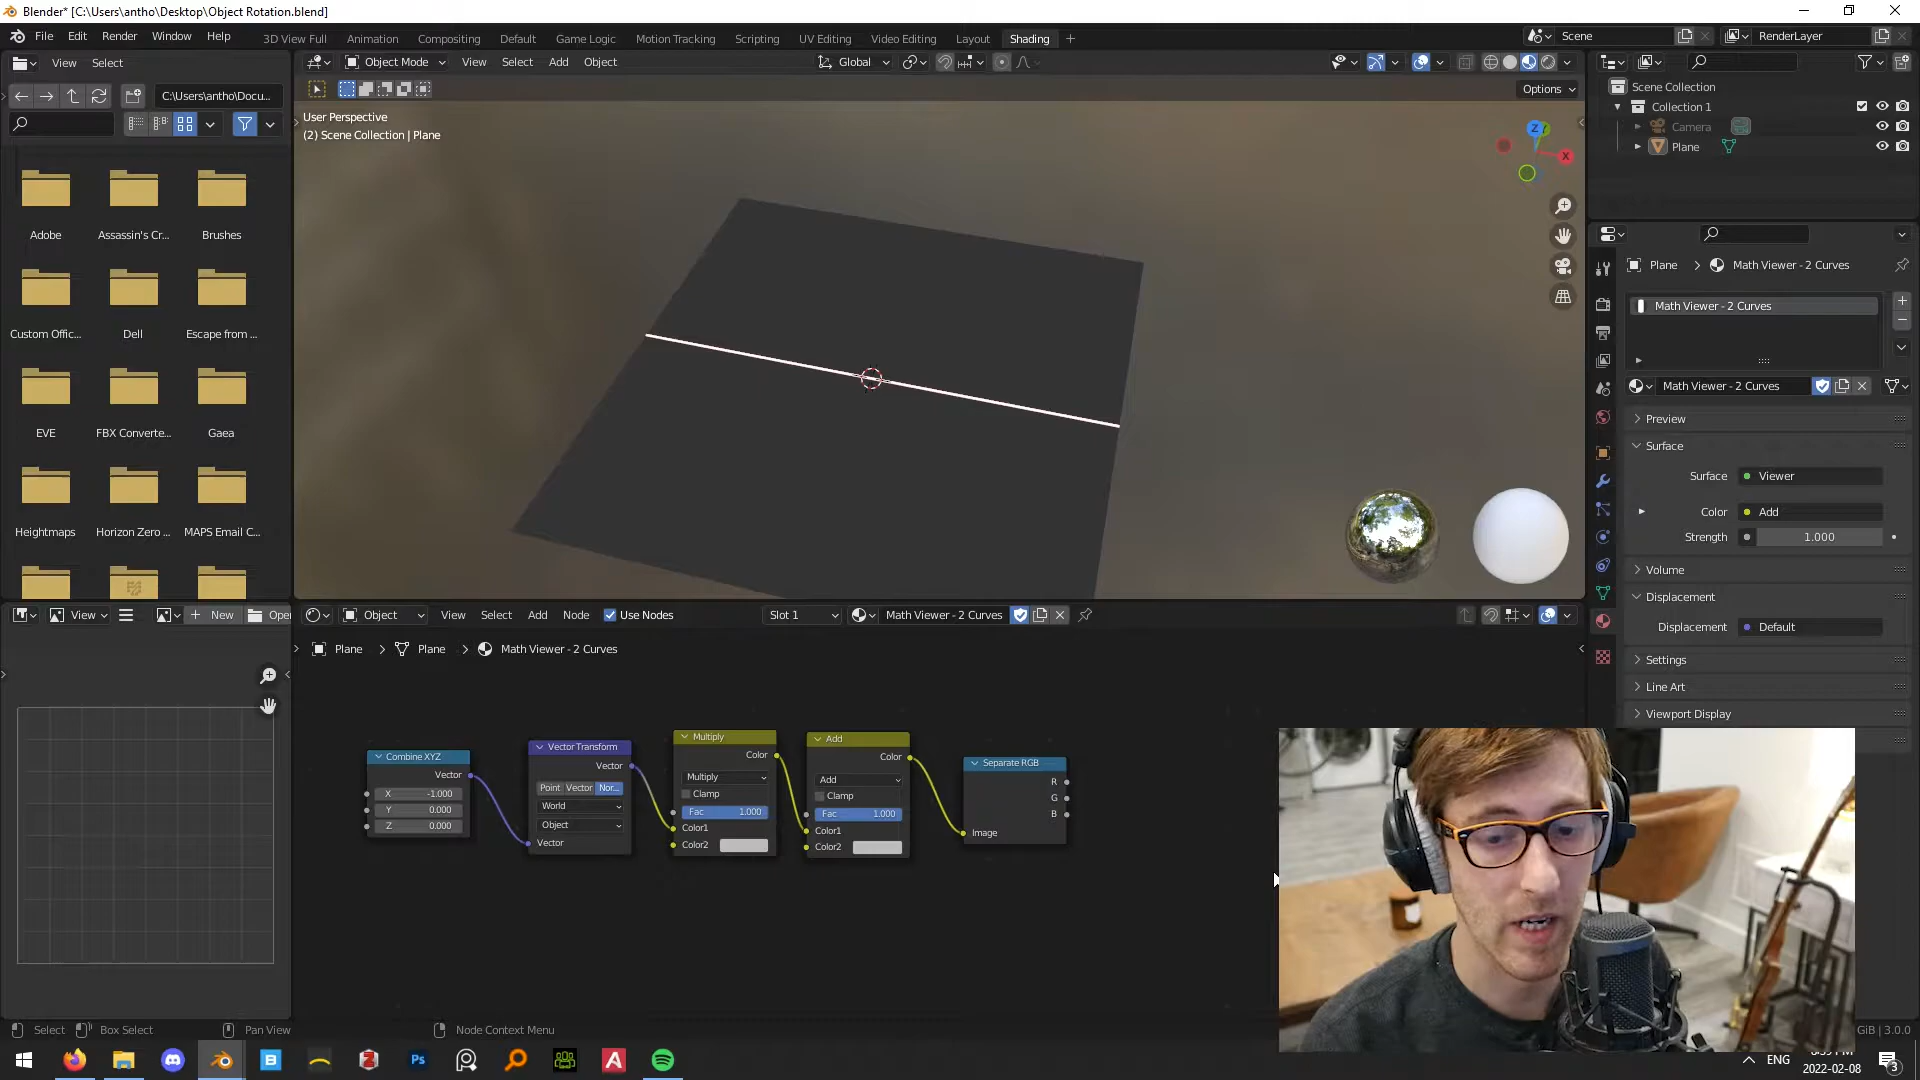 Blender* [C:\Users\antho\Desktop\Object Rotation.blend]
File Edit Render Window Help
3D View Full Animation Compositing Default Game Logic Motion Tracking Scripting UV Editing Video Editing Layout Shading +
Scene
RenderLayer
View Select
Object Mode View Select Add Object
Global
C:\Users\antho\Docu...
Options
User Perspective
(2) Scene Collection | Plane
Z
Y
X
Scene Collection
Collection 1
Camera
Plane
Adobe
Assassin's Cr...
Brushes
Custom Offic...
Dell
Escape from ...
EVE
FBX Converte...
Gaea
Heightmaps
Horizon Zero ...
MAPS Email C...
Plane > Math Viewer - 2 Curves
Math Viewer - 2 Curves
Math Viewer - 2 Curves
Preview
Surface
Surface Viewer
Color Add
Strength 1.000
Volume
Displacement
Displacement Default
Settings
Line Art
Viewport Display
View
New
Ope
Object View Select Add Node Use Nodes
Slot 1
Math Viewer - 2 Curves
Plane > Plane > Math Viewer - 2 Curves
Combine XYZ
Vector
X -1.000
Y 0.000
Z 0.000
Vector Transform
Vector
Point Vector Nor...
World
Object
Vector
Multiply
Color
Multiply
Clamp
Fac 1.000
Color1
Color2
Add
Color
Add
Clamp
Fac 1.000
Color1
Color2
Separate RGB
R
G
B
Image
Select Box Select Pan View Node Context Menu
GiB | 3.0.0
Ps
ENG
2022-02-08
3